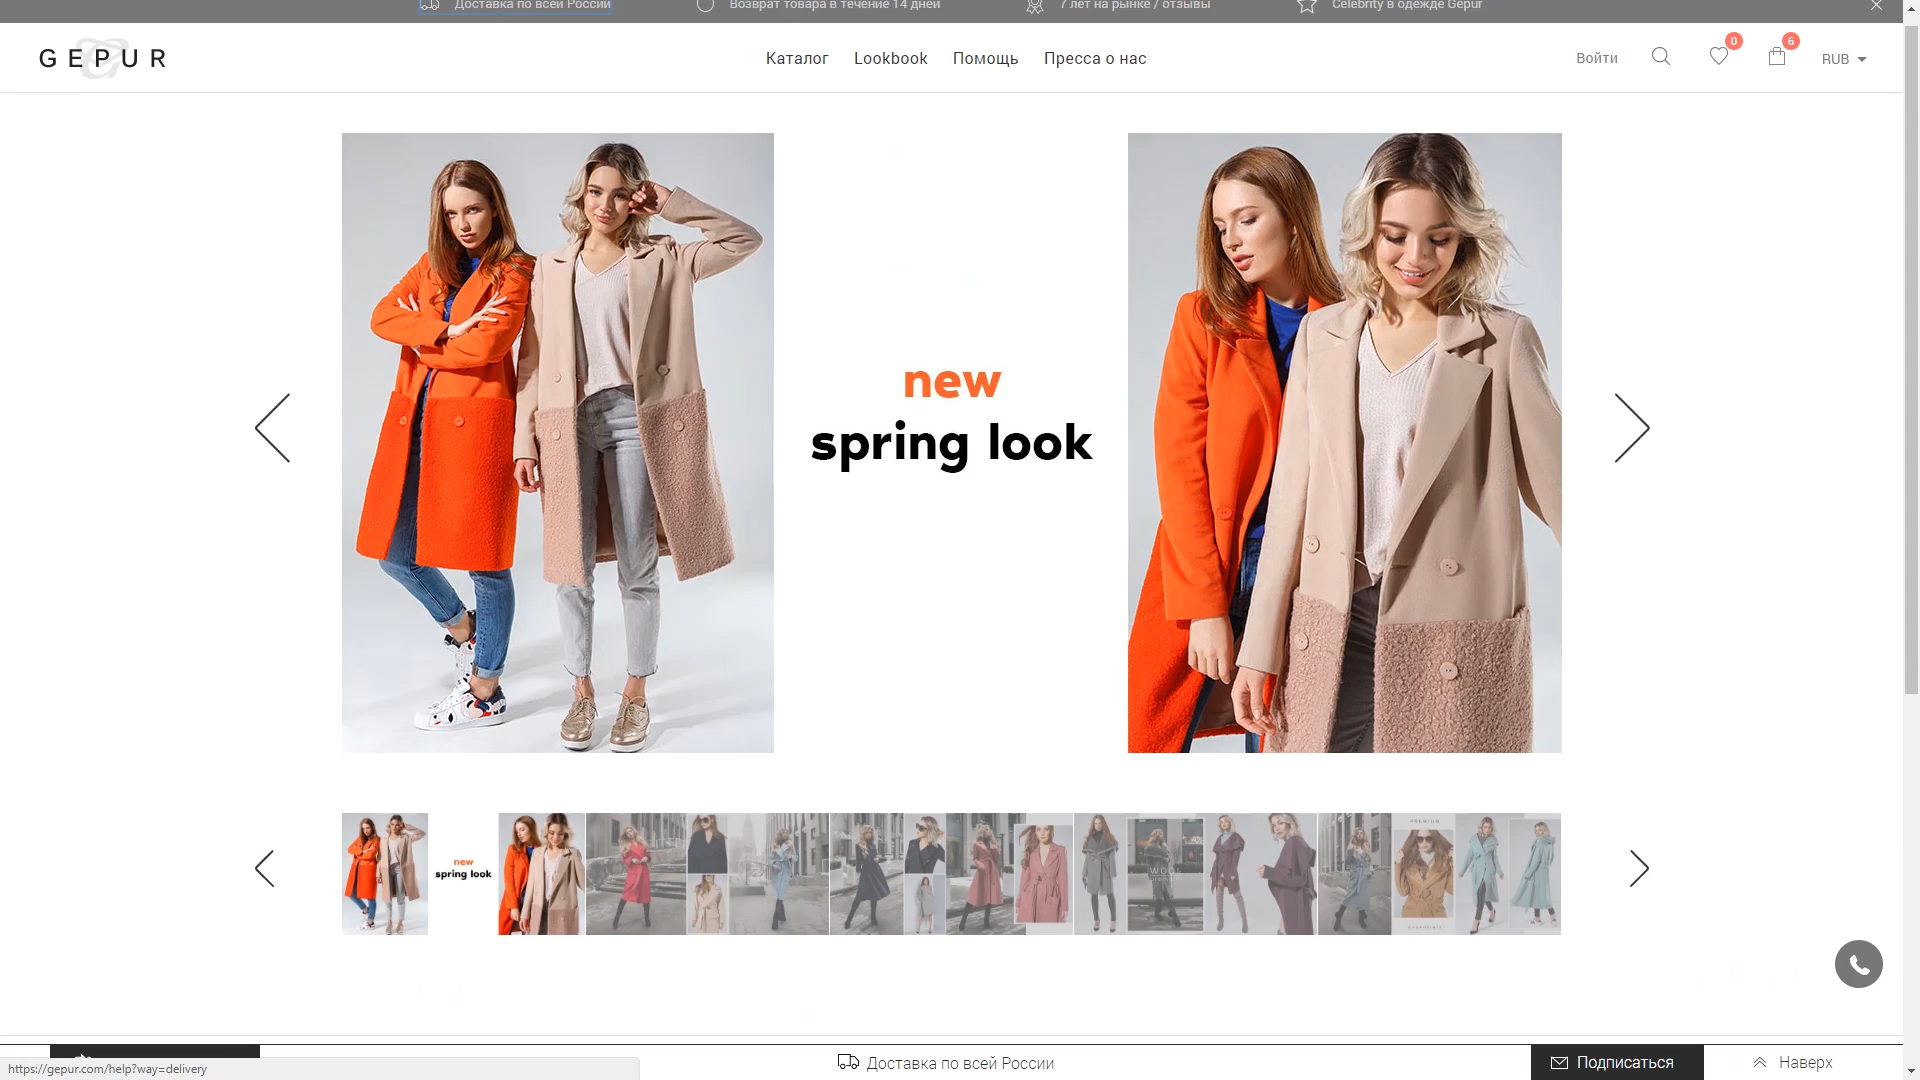 Доставка по всей России
Возврат товара в течение 14 дней
7 лет на рынке / отзывы
Celebrity в одежде Gepur
GEPUR
Каталог
Lookbook
Помощь
Пресса о нас
Войти
0
6
RUB
new
spring look
new
spring look
PREMIUM
https://gepur.com/help?way=delivery
Доставка по всей России
Подписаться
Наверх